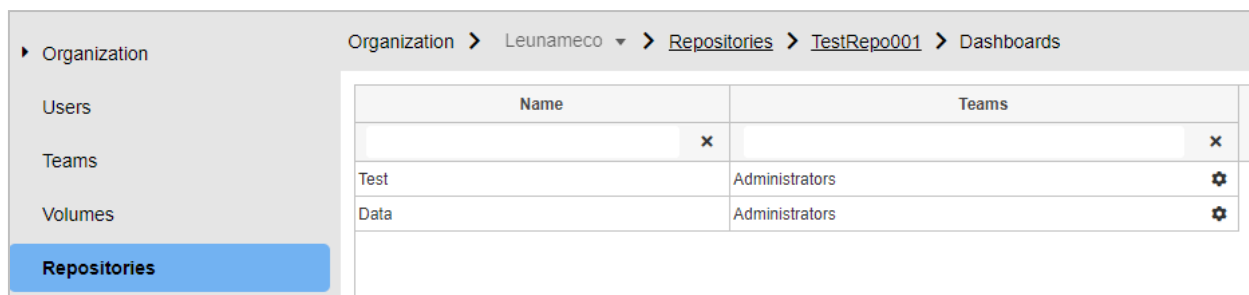 Organization
Users
Teams
Volumes
Repositories
Organization Leunameco Repositories TestRepo001 Dashboards
Name Teams
Test Administrators
Data Administrators